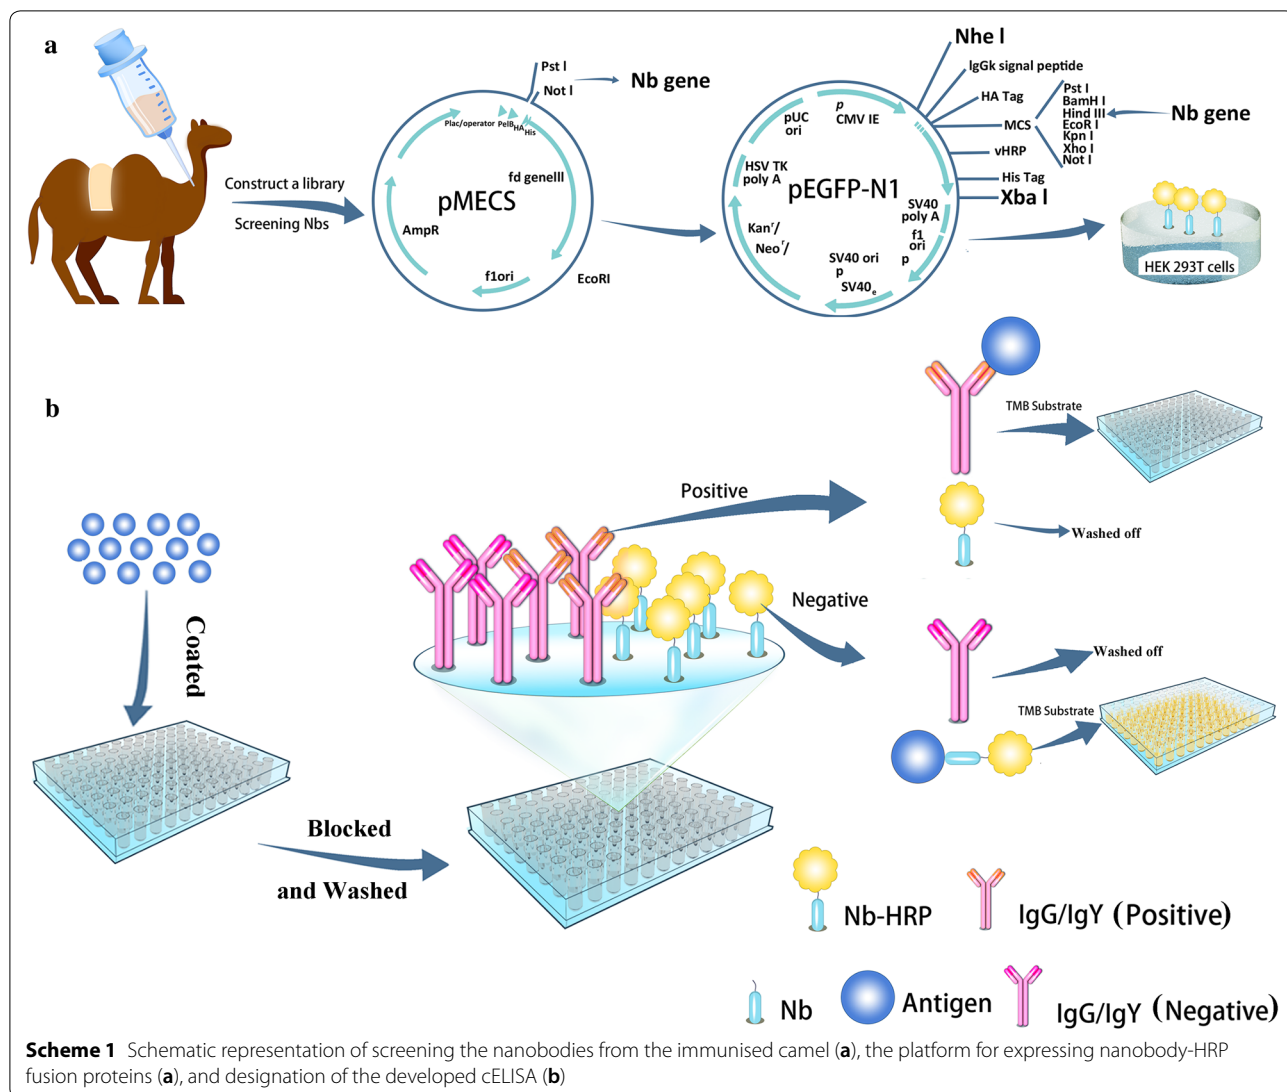 a
Construct a library
Screening Nbs
Pst I
Not I
Nb gene
Plac/operator PelB HA His
fd geneIII
pMECS
AmpR
f1ori
EcoRI
Nhe I
IgGk signal peptide
HA Tag
MCS
vHRP
His Tag
Xba I
Pst I
BamH I
Hind III
EcoR I
Kpn I
Xho I
Not I
Nb gene
pUC
ori
p
CMV IE
HSV TK
poly A
pEGFP-N1
SV40
poly A
f1
ori
p
Kanr/
Neor/
SV40 ori
p
SV40e
HEK 293T cells
b
Coated
Blocked
and Washed
Positive
TMB Substrate
Washed off
Negative
Washed off
TMB Substrate
Nb-HRP
IgG/IgY (Positive)
Nb
Antigen
IgG/IgY (Negative)
Scheme 1 Schematic representation of screening the nanobodies from the immunised camel (a), the platform for expressing nanobody-HRP
fusion proteins (a), and designation of the developed cELISA (b)